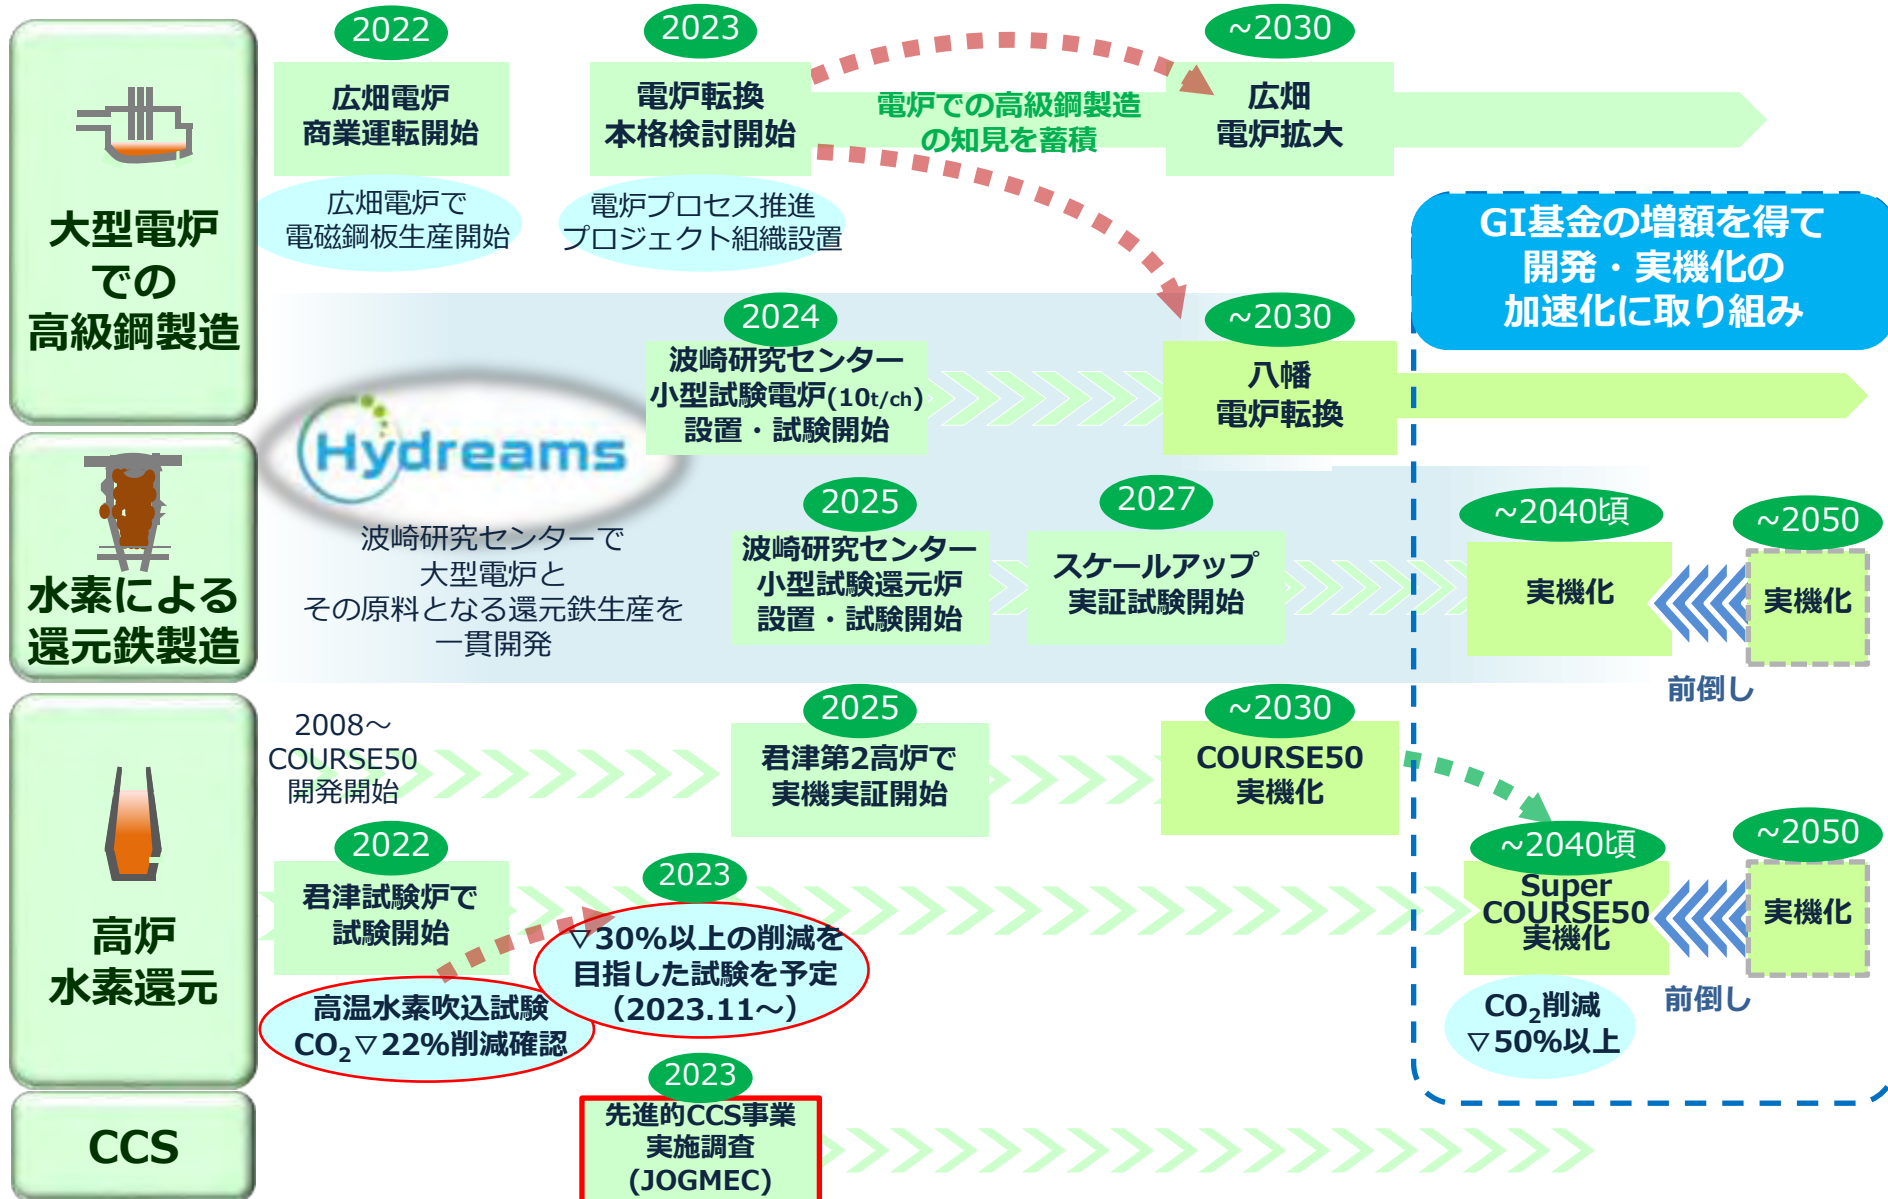 2022
2023
~2030
大型電炉
での
高級鋼製造
広畑電炉
商業運転開始
電炉転換
本格検討開始
電炉での高級鋼製造
の知見を蓄積
広畑
電炉拡大
広畑電炉で
電磁鋼板生産開始
電炉プロセス推進
プロジェクト組織設置
GI基金の増額を得て
開発・実機化の
加速化に取り組み
2024
波崎研究センター
小型試験電炉(10t/ch)
設置・試験開始
~2030
八幡
電炉転換
Hydreams
波崎研究センターで
大型電炉と
その原料となる還元鉄生産を
一貫開発
水素による
還元鉄製造
2025
波崎研究センター
小型試験還元炉
設置・試験開始
2027
スケールアップ
実証試験開始
~2040頃
実機化
~2050
実機化
前倒し
高炉
水素還元
2008～
COURSE50
開発開始
2025
君津第2高炉で
実機実証開始
~2030
COURSE50
実機化
2022
君津試験炉で
試験開始
高温水素吹込試験
CO₂▽22%削減確認
2023
▽30%以上の削減を
目指した試験を予定
（2023.11～）
~2040頃
Super
COURSE50
実機化
CO₂削減
▽50%以上
~2050
実機化
前倒し
CCS
2023
先進的CCS事業
実施調査
(JOGMEC)